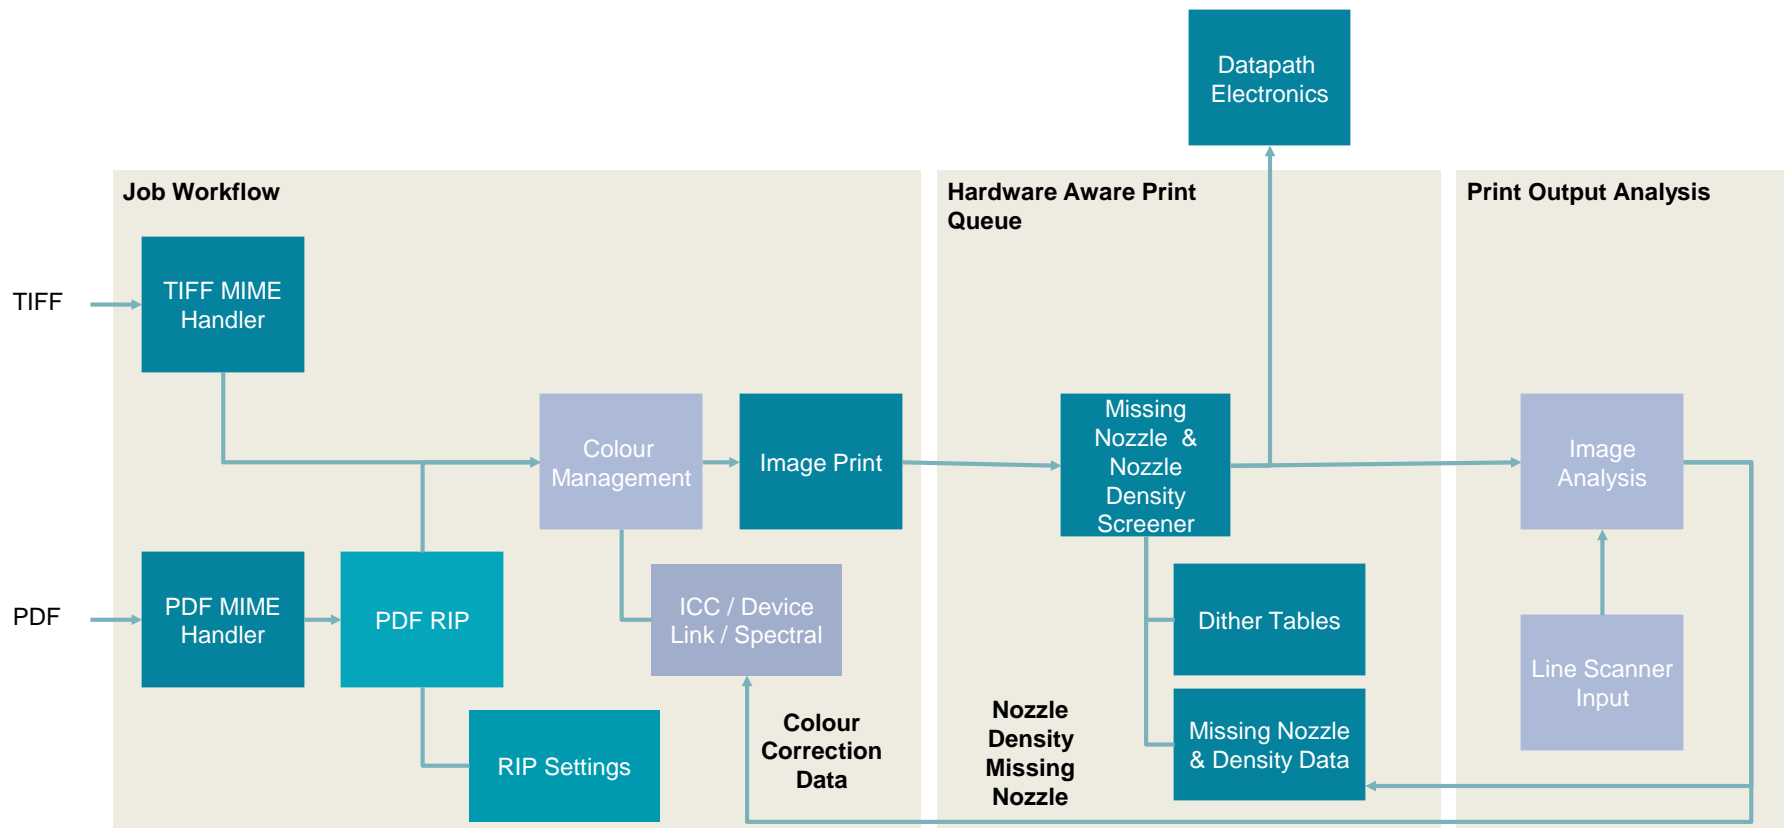 Datapath
Electronics
Job Workflow
Hardware Aware Print
Queue
Print Output Analysis
TIFF
TIFF MIME
Handler
Colour
Management
Image Print
Missing
Nozzle &
Nozzle
Density
Screener
Image
Analysis
PDF
PDF MIME
Handler
PDF RIP
ICC / Device
Link / Spectral
Dither Tables
Line Scanner
Input
RIP Settings
Colour
Correction
Data
Nozzle
Density
Missing
Nozzle
Missing Nozzle
& Density Data